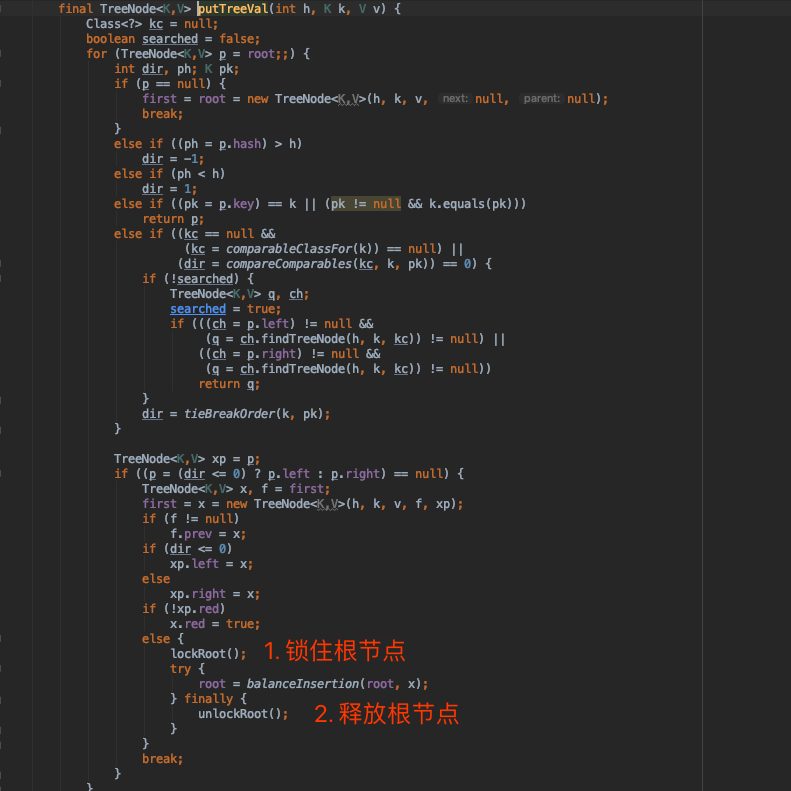 final TreeNode<K,V> putTreeVal(int h, K k, V v) {
Class<?> kc = null;
boolean searched = false;
for (TreeNode<K,V> p = root;;) {
int dir, ph; K pk;
if (p == null) {
first = root = new TreeNode<K,V>(h, k, v, next: null, parent: null);
break;
}
else if ((ph = p.hash) > h)
dir = -1;
else if (ph < h)
dir = 1;
else if ((pk = p.key) == k || (pk != null && k.equals(pk)))
return p;
else if ((kc == null &&
(kc = comparableClassFor(k)) == null) ||
(dir = compareComparables(kc, k, pk)) == 0) {
if (!searched) {
TreeNode<K,V> q, ch;
searched = true;
if (((ch = p.left) != null &&
(q = ch.findTreeNode(h, k, kc)) != null) ||
((ch = p.right) != null &&
(q = ch.findTreeNode(h, k, kc)) != null))
return q;
}
dir = tieBreakOrder(k, pk);
}
TreeNode<K,V> xp = p;
if ((p = (dir <= 0) ? p.left : p.right) == null) {
TreeNode<K,V> x, f = first;
first = x = new TreeNode<K,V>(h, k, v, f, xp);
if (f != null)
f.prev = x;
if (dir <= 0)
xp.left = x;
else
xp.right = x;
if (!xp.red)
x.red = true;
else {
lockRoot(); 1. 锁住根节点
try {
root = balanceInsertion(root, x);
} finally {
unlockRoot(); 2. 释放根节点
}
}
break;
}
}